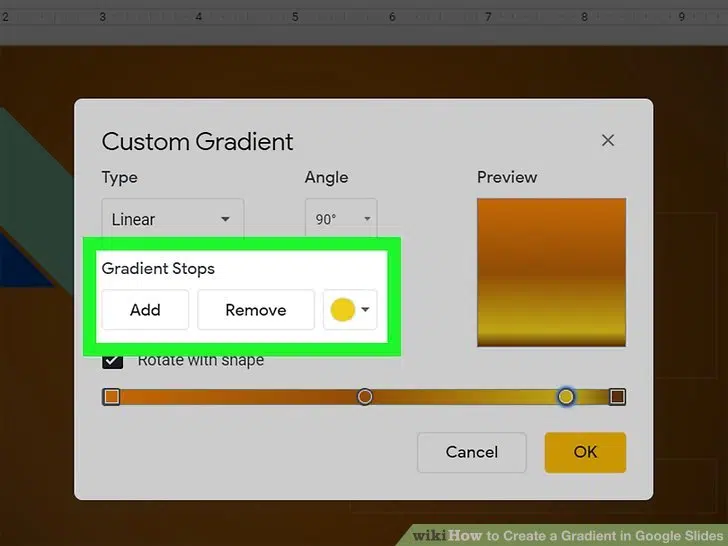 2 3 4 5 6 7 8 9
Custom Gradient
Type Angle Preview
Linear 90°
Gradient Stops
Add Remove
Rotate with shape
Cancel OK
wikiHow to Create a Gradient in Google Slides